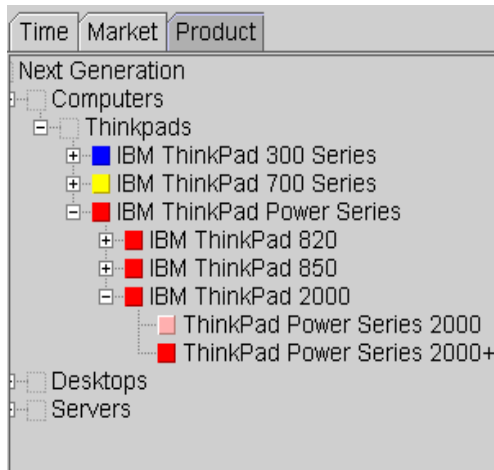 Time Market Product
Next Generation
Computers
Thinkpads
IBM ThinkPad 300 Series
IBM ThinkPad 700 Series
IBM ThinkPad Power Series
IBM ThinkPad 820
IBM ThinkPad 850
IBM ThinkPad 2000
ThinkPad Power Series 2000
ThinkPad Power Series 2000+
Desktops
Servers